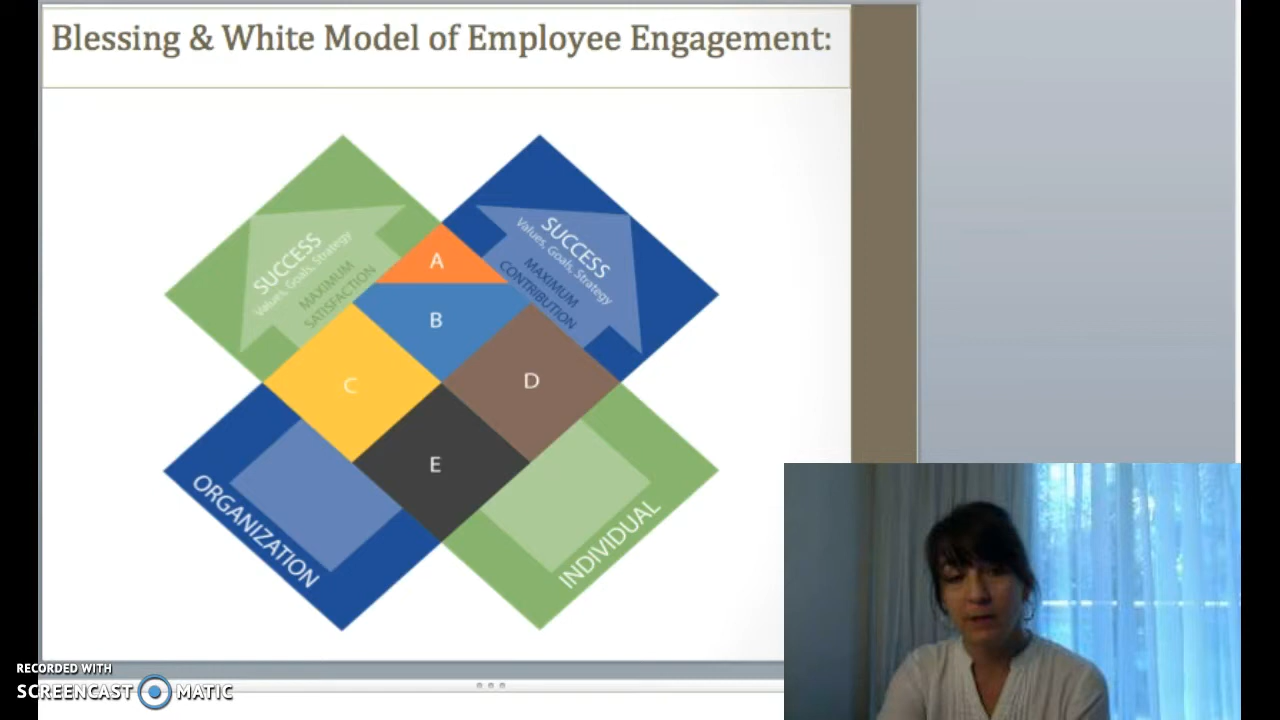 Blessing & White Model of Employee Engagement:
SUCCESS
Values, Goals, Strategy
MAXIMUM
SATISFACTION
SUCCESS
Values, Goals, Strategy
MAXIMUM
CONTRIBUTION
A
B
C
D
E
ORGANIZATION
INDIVIDUAL
RECORDED WITH
SCREENCAST MATIC